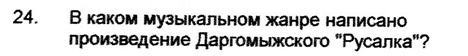 24. В каком музыкальном жанре написано
произведение Даргомыжского "Русалка"?